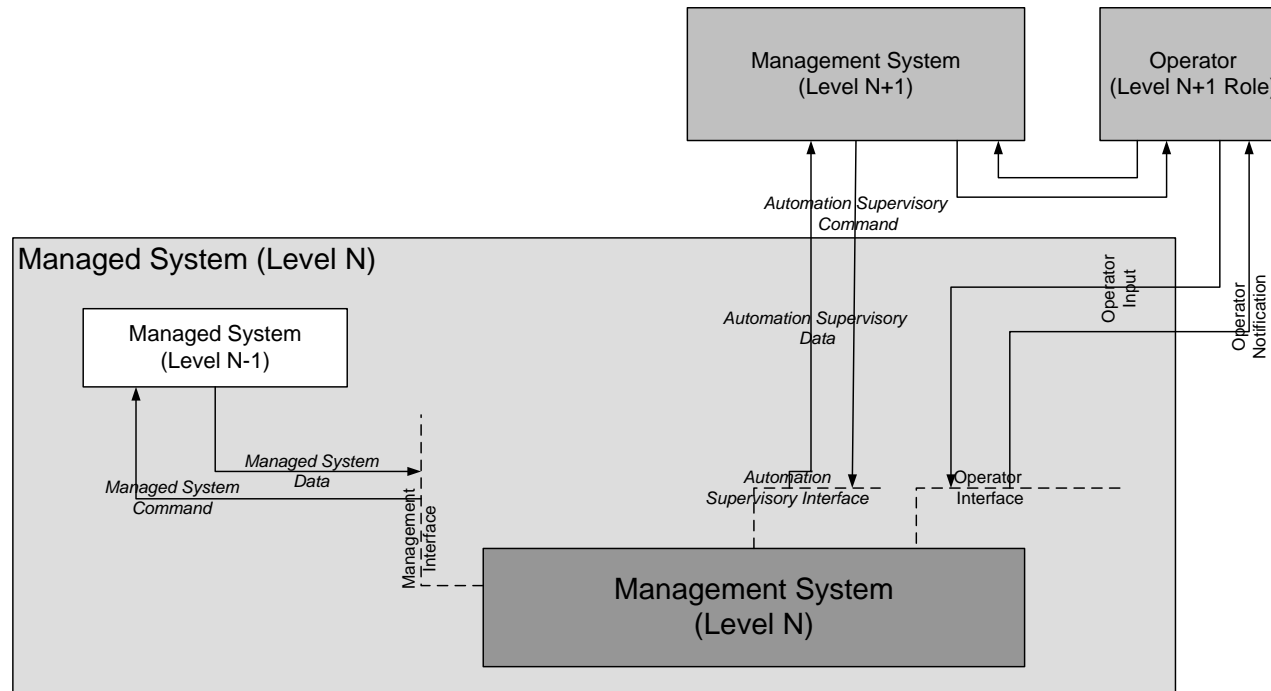 Management System
(Level N+1)
Operator
(Level N+1 Role)
Automation Supervisory
Command
Managed System (Level N)
Operator
Input
Operator
Notification
Managed System
(Level N-1)
Automation Supervisory
Data
Managed System
Data
Managed System
Command
Management
Interface
Automation
Supervisory Interface
Operator
Interface
Management System
(Level N)